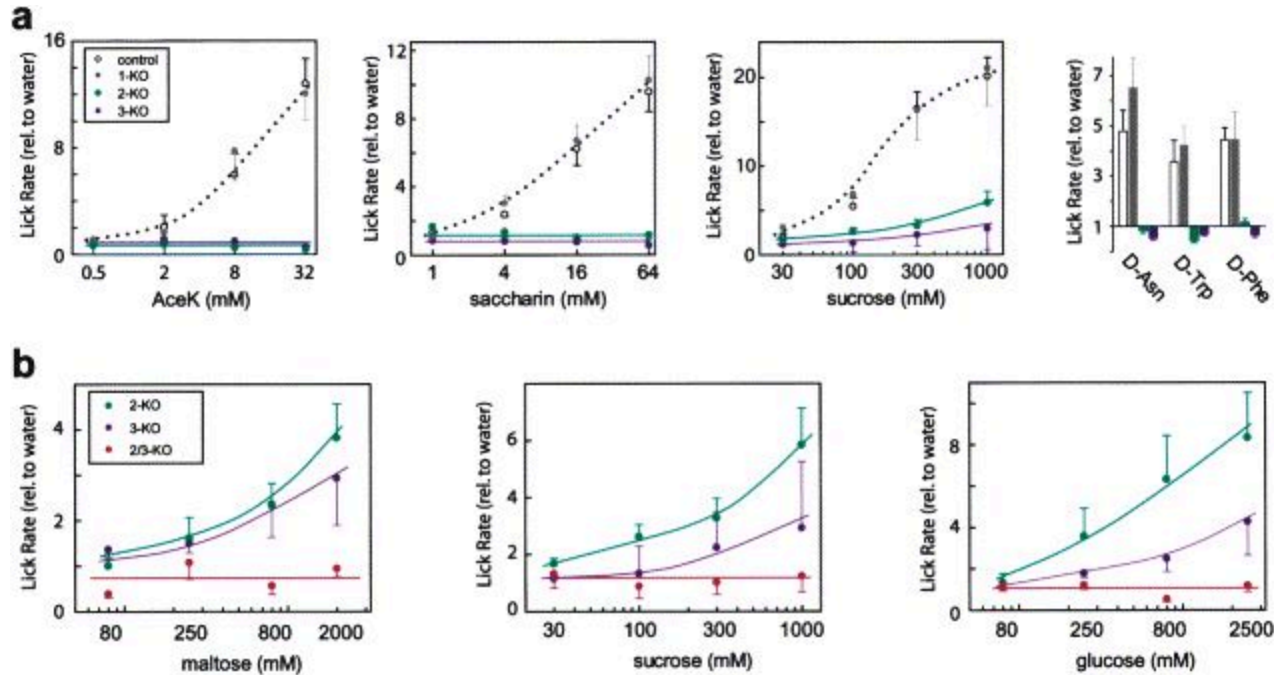 a
16
12
8
4
0
Lick Rate (rel. to water)
control
1-KO
2-KO
3-KO
0.5 2 8 32
AceK (mM)
12
8
4
0
Lick Rate (rel. to water)
1 4 16 64
saccharin (mM)
20
10
0
Lick Rate (rel. to water)
30 100 300 1000
sucrose (mM)
7
5
3
1
Lick Rate (rel. to water)
D-Asn D-Trp D-Phe
b
4
2
0
Lick Rate (rel. to water)
2-KO
3-KO
2/3-KO
80 250 800 2000
maltose (mM)
6
4
2
0
Lick Rate (rel. to water)
30 100 300 1000
sucrose (mM)
8
4
0
Lick Rate (rel. to water)
80 250 800 2500
glucose (mM)